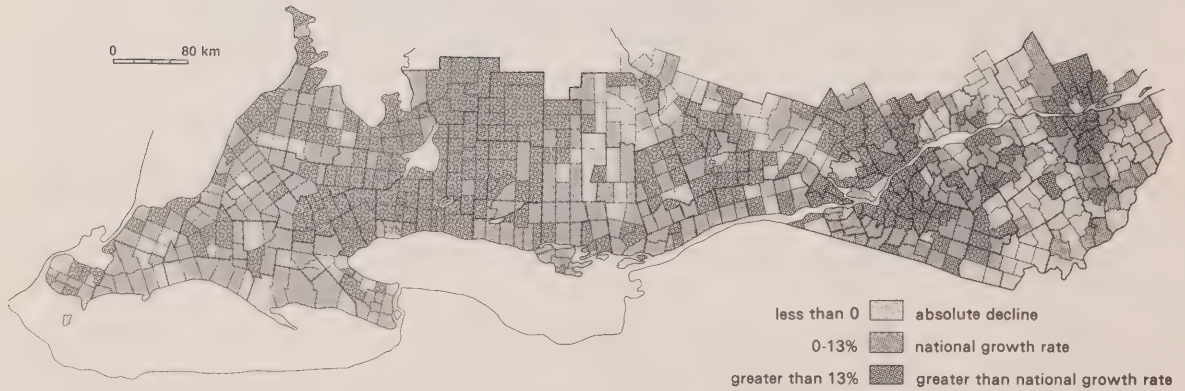 0 80 km
less than 0 absolute decline
0-13% national growth rate
greater than 13% greater than national growth rate